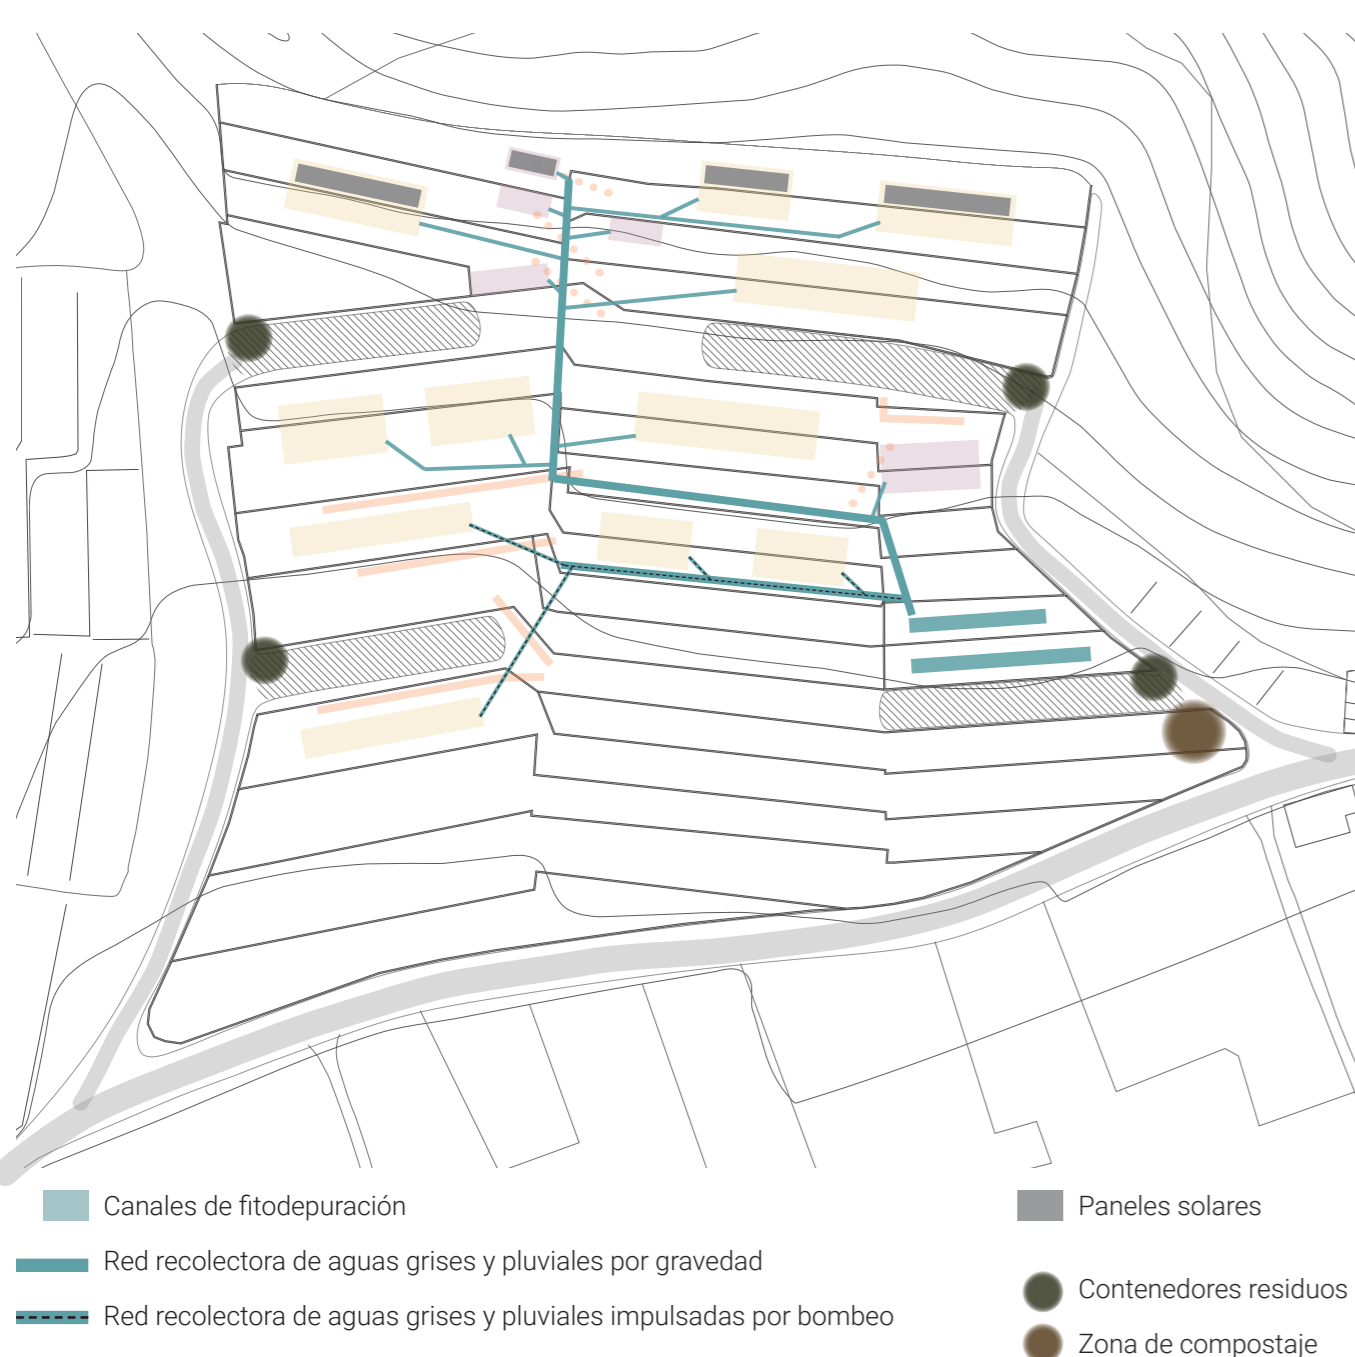 Canales de fitodepuración
Red recolectora de aguas grises y pluviales por gravedad
Red recolectora de aguas grises y pluviales impulsadas por bombeo
Paneles solares
Contenedores residuos
Zona de compostaje